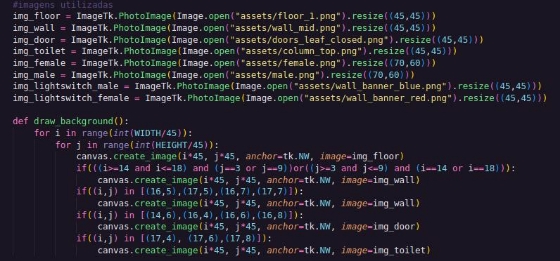 #imagens utilizadas
img_floor = ImageTk.PhotoImage(Image.open("assets/floor_1.png").resize((45,45)))
img_wall = ImageTk.PhotoImage(Image.open("assets/wall_mid.png").resize((45,45)))
img_door = ImageTk.PhotoImage(Image.open("assets/doors_leaf_closed.png").resize((45,45)))
img_toilet = ImageTk.PhotoImage(Image.open("assets/column_top.png").resize((45,45)))
img_female = ImageTk.PhotoImage(Image.open("assets/female.png").resize((70,60)))
img_male = ImageTk.PhotoImage(Image.open("assets/male.png").resize((70,60)))
img_lightswitch_male = ImageTk.PhotoImage(Image.open("assets/wall_banner_blue.png").resize((45,45)))
img_lightswitch_female = ImageTk.PhotoImage(Image.open("assets/wall_banner_red.png").resize((45,45)))
def draw_background():
for i in range(int(WIDTH/45)):
for j in range(int(HEIGHT/45)):
canvas.create_image(i*45, j*45, anchor=tk.NW, image=img_floor)
if(((i>=14 and i<=18) and (j==3 or j==9))or((j>=3 and j<=9) and (i==14 or i==18))):
canvas.create_image(i*45, j*45, anchor=tk.NW, image=img_wall)
if((i,j) in [(16,5),(17,5),(16,7),(17,7)]):
canvas.create_image(i*45, j*45, anchor=tk.NW, image=img_wall)
if((i,j) in [(14,6),(16,4),(16,6),(16,8)]):
canvas.create_image(i*45, j*45, anchor=tk.NW, image=img_door)
if((i,j) in [(17,4), (17,6),(17,8)]):
canvas.create_image(i*45, j*45, anchor=tk.NW, image=img_toilet)